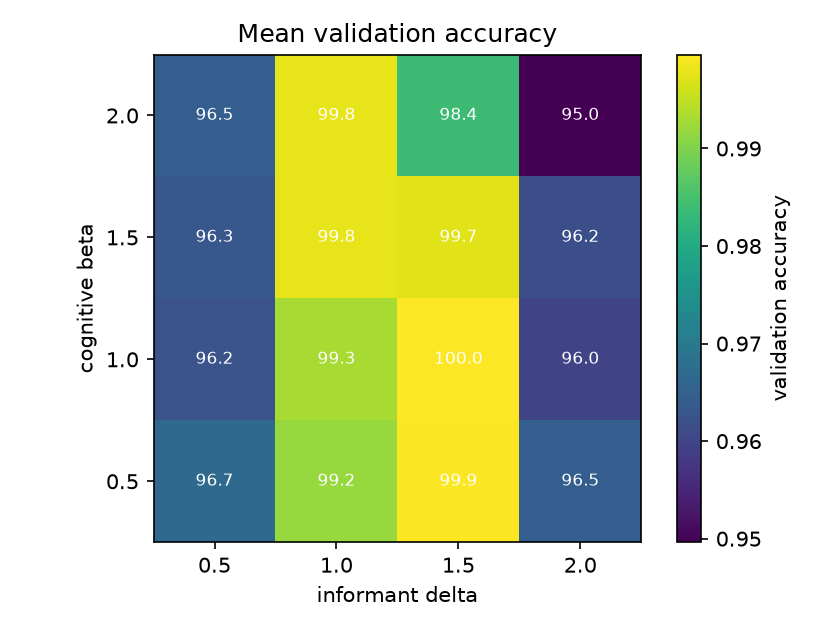 Mean validation accuracy
cognitive beta
2.0
96.5 99.8 98.4 95.0
1.5
96.3 99.8 99.7 96.2
1.0
96.2 99.3 100.0 96.0
0.5
96.7 99.2 99.9 96.5
0.5 1.0 1.5 2.0
informant delta
0.99
0.98
0.97
0.96
0.95
validation accuracy